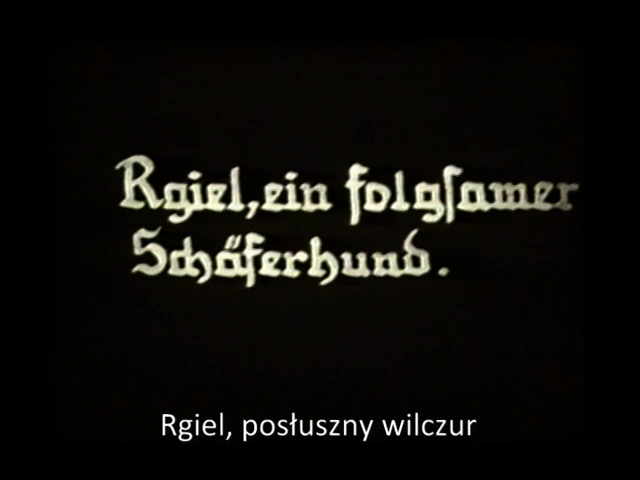 Rgiel, ein folgsamer
Schäferhund.
Rgiel, posłuszny wilczur